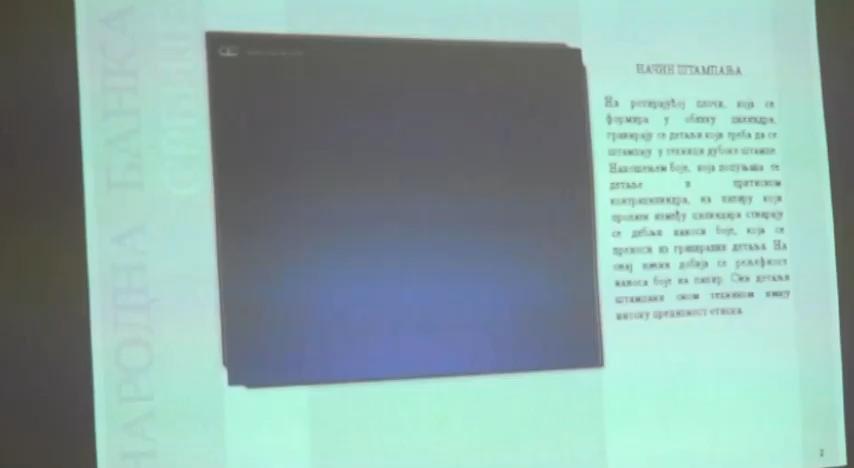 НАРОДНА БАНКА
СРБИЈЕ
НАЧИН ШТАМПАЊА
На ротирајућој плочи, која се
формира у облику цилиндра,
гравирају се детаљи које треба да се
штампају у техници дубоке штампе.
Наношењем боје, која попуњава те
детаље и притиском
контрацилиндра, на папиру који
пролази између цилиндара стварају
се дебљи наноси боје, која се
преноси из гравираних детаља. На
овај начин добија се рељефност
наноса боје на папир. Сви детаљи
штампани овом техником имају
високу прецизност отиска.
2